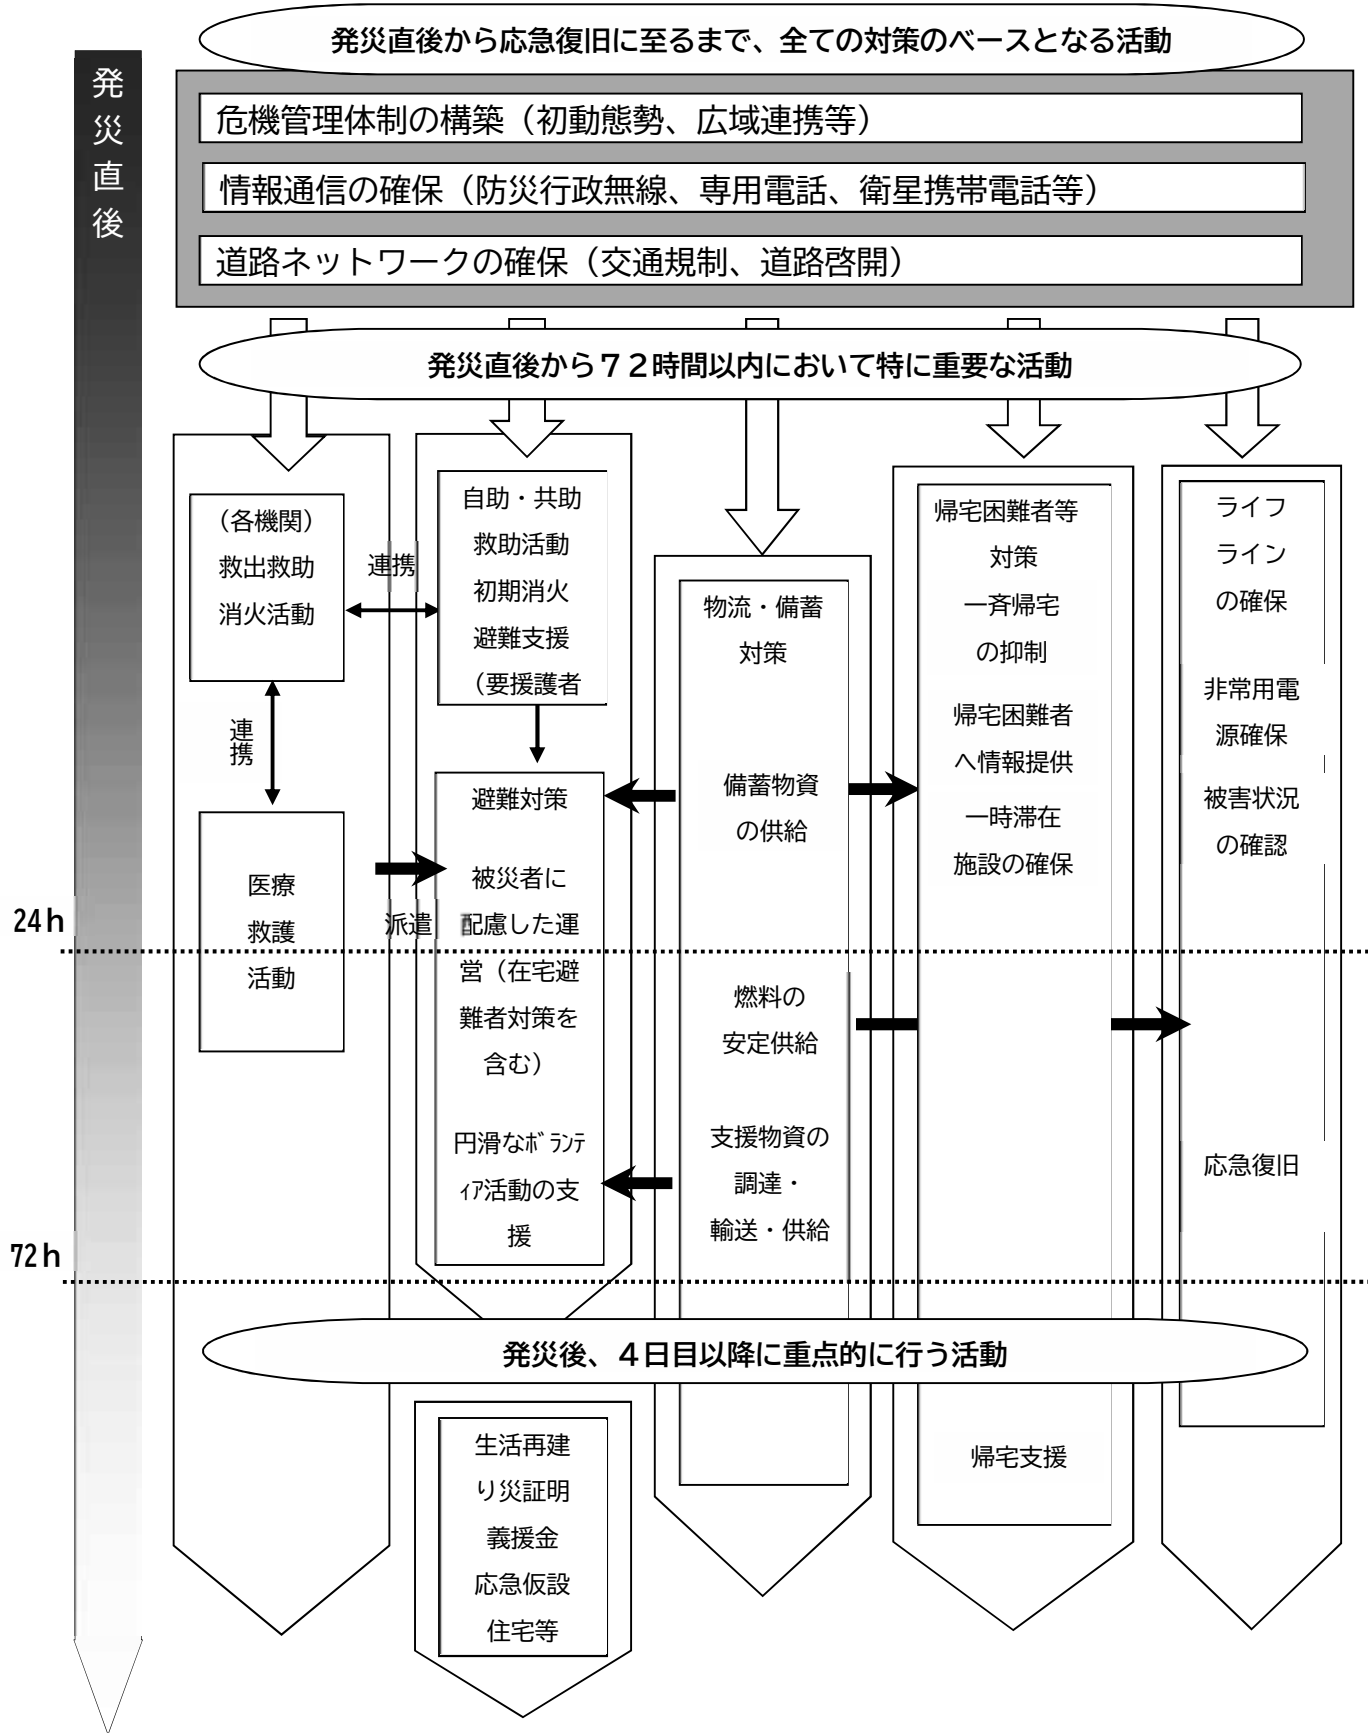 発災直後から応急復旧に至るまで、全ての対策のベースとなる活動
発
災
直
後
危機管理体制の構築（初動態勢、広域連携等）
情報通信の確保（防災行政無線、専用電話、衛星携帯電話等）
道路ネットワークの確保（交通規制、道路啓開）
発災直後から７２時間以内において特に重要な活動
（各機関）
救出救助
消火活動
連携
連
携
医療
救護
活動
派遣
自助・共助
救助活動
初期消火
避難支援
（要援護者
避難対策
被災者に
配慮した運
営（在宅避
難者対策を
含む）
円滑なﾎﾞﾗﾝﾃ
ｨｱ活動の支
援
物流・備蓄
対策
備蓄物資
の供給
燃料の
安定供給
支援物資の
調達・
輸送・供給
帰宅困難者等
対策
一斉帰宅
の抑制
帰宅困難者
へ情報提供
一時滞在
施設の確保
ライフ
ライン
の確保
非常用電
源確保
被害状況
の確認
応急復旧
24ｈ
72ｈ
発災後、４日目以降に重点的に行う活動
生活再建
り災証明
義援金
応急仮設
住宅等
帰宅支援